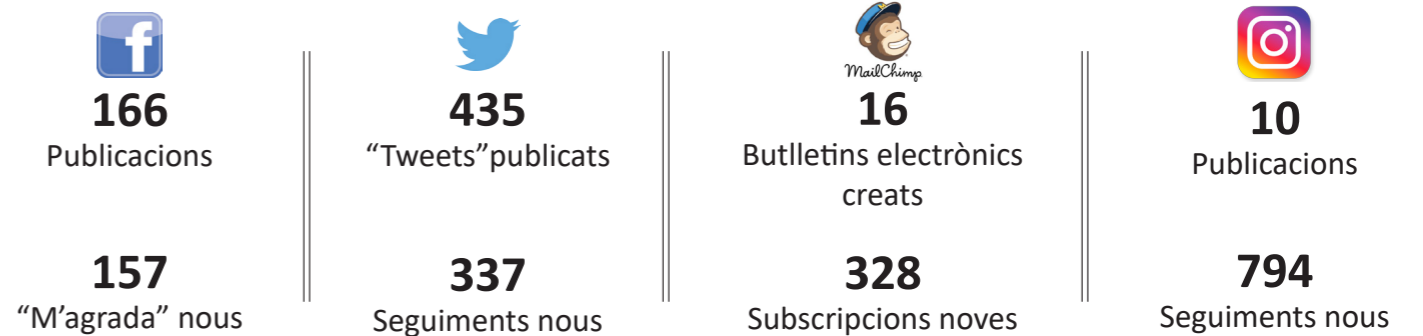 166
Publicacions
157
“M’agrada” nous
435
“Tweets”publicats
337
Seguiments nous
MailChimp
16
Butlletins electrònics
creats
328
Subscripcions noves
10
Publicacions
794
Seguiments nous